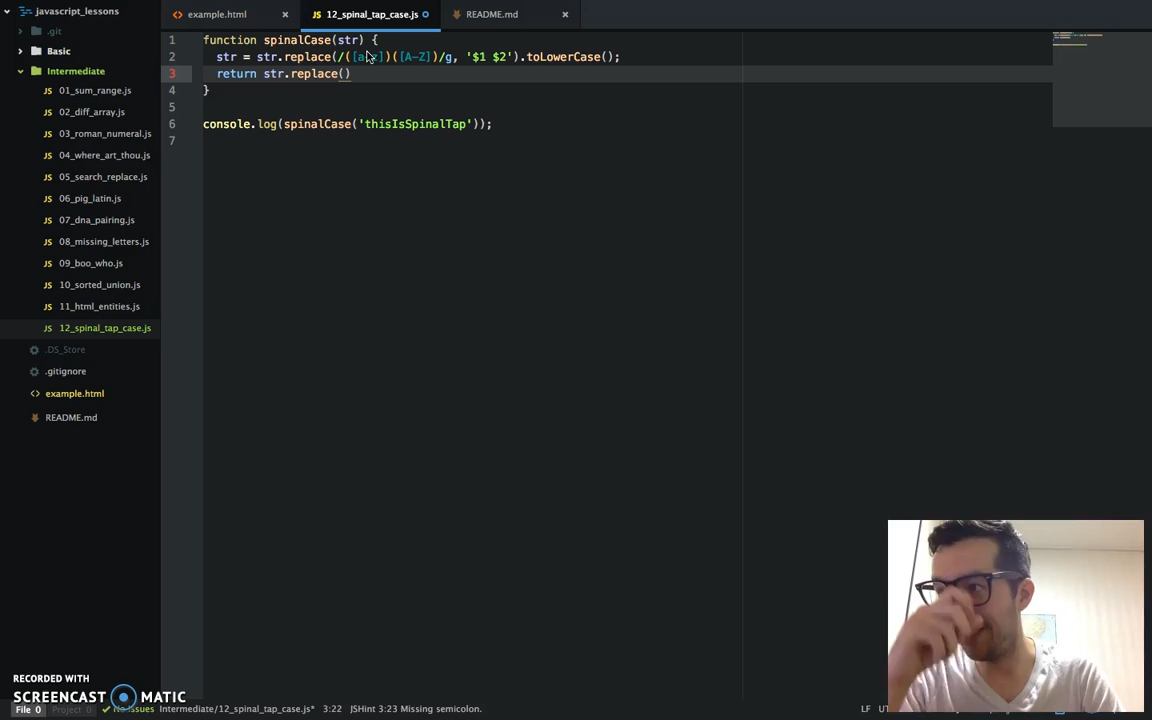 javascript_lessons
.git
Basic
Intermediate
01_sum_range.js
02_diff_array.js
03_roman_numeral.js
04_where_art_thou.js
05_search_replace.js
06_pig_latin.js
07_dna_pairing.js
08_missing_letters.js
09_boo_who.js
10_sorted_union.js
11_html_entities.js
12_spinal_tap_case.js
.DS_Store
.gitignore
example.html
README.md
example.html
12_spinal_tap_case.js
README.md
1 function spinalCase(str) {
2 str = str.replace(/([a-z])([A-Z])/g, '$1 $2').toLowerCase();
3 return str.replace()
4 }
5
6 console.log(spinalCase('thisIsSpinalTap'));
7
RECORDED WITH
SCREENCAST MATIC
File 0 Project 0 No Issues Intermediate/12_spinal_tap_case.js* 3:22 JSHint 3:23 Missing semicolon. LF